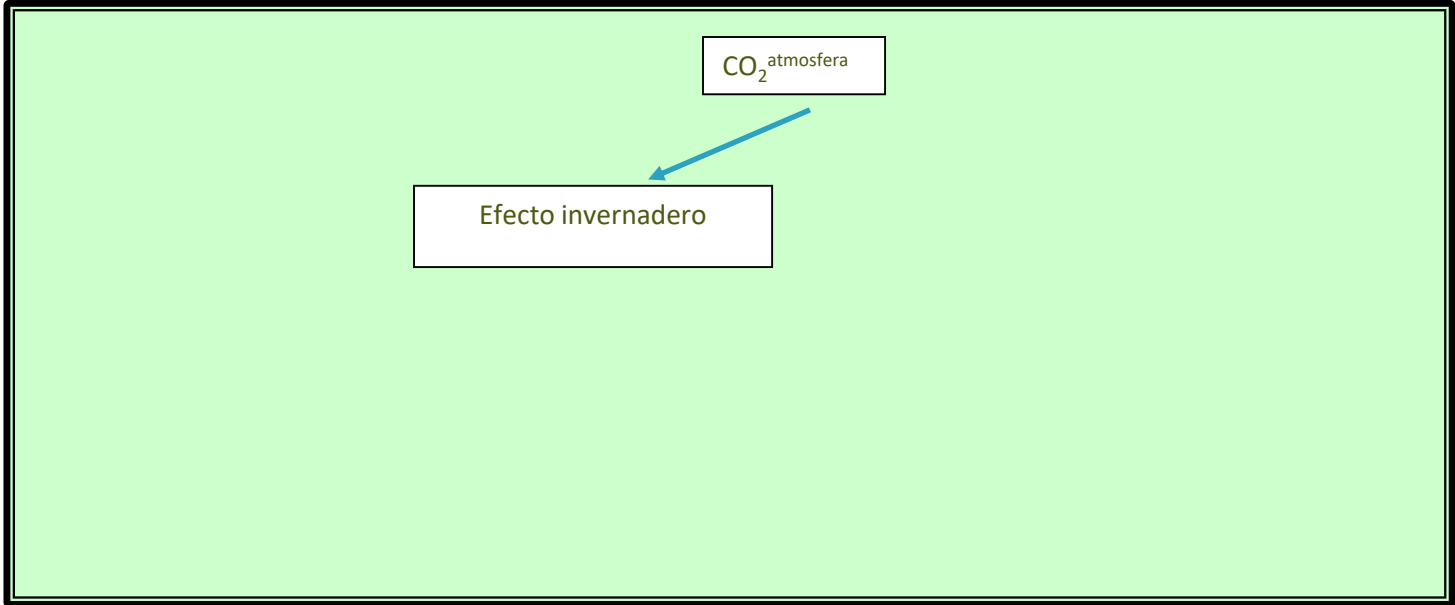 CO₂ᵃᵗᵐᵒˢᶠᵉʳᵃ
Efecto invernadero